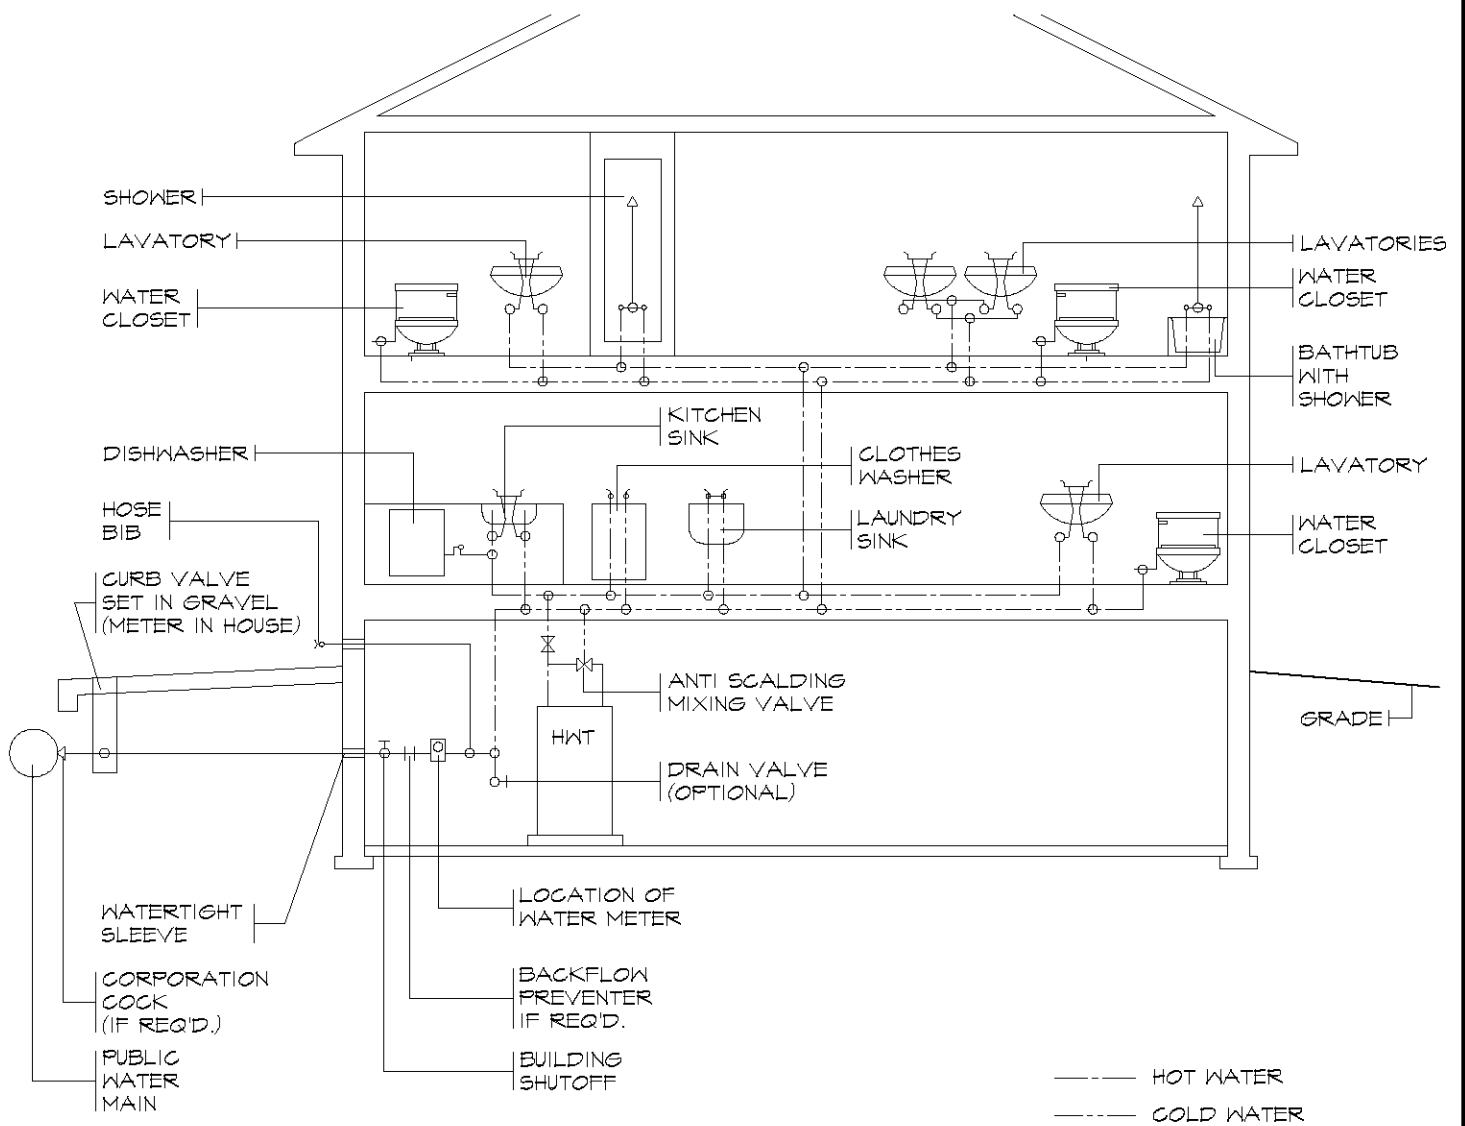 SHOWER
LAVATORY
WATER
CLOSET
LAVATORIES
WATER
CLOSET
BATHTUB
WITH
SHOWER
KITCHEN
SINK
DISHWASHER
CLOTHES
WASHER
LAVATORY
HOSE
BIB
LAUNDRY
SINK
WATER
CLOSET
CURB VALVE
SET IN GRAVEL
(METER IN HOUSE)
ANTI SCALDING
MIXING VALVE
GRADE
HWT
DRAIN VALVE
(OPTIONAL)
WATERTIGHT
SLEEVE
LOCATION OF
WATER METER
CORPORATION
COCK
(IF REQ'D.)
BACKFLOW
PREVENTER
IF REQ'D.
PUBLIC
WATER
MAIN
BUILDING
SHUTOFF
HOT WATER
COLD WATER